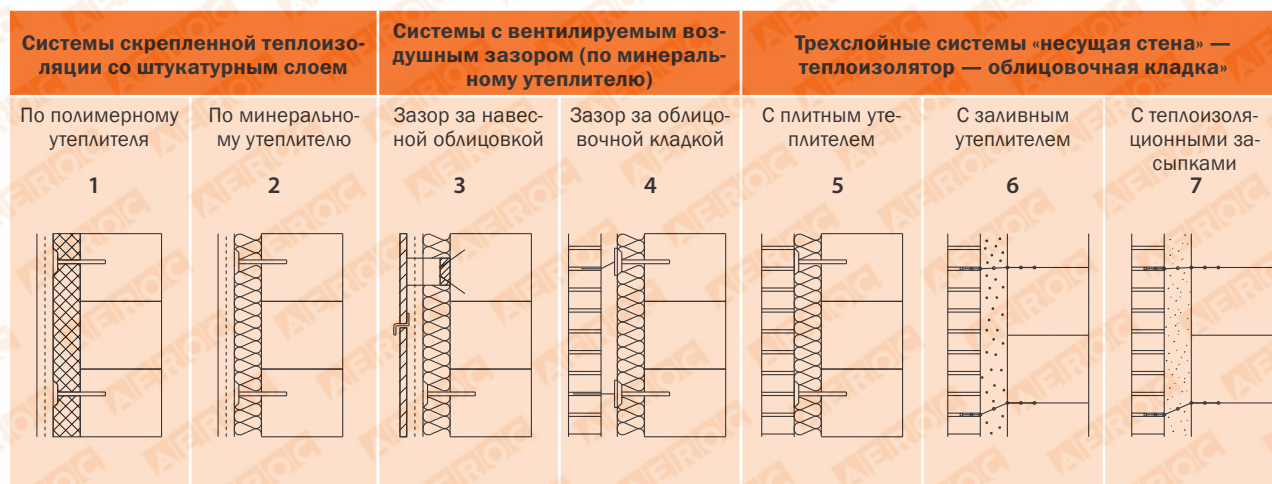 Системы скрепленной теплоизо-
ляции со штукатурным слоем
Системы с вентилируемым воз-
душным зазором (по минераль-
ному утеплителю)
Трехслойные системы «несущая стена» —
теплоизолятор — облицовочная кладка»
По полимерному
утеплителя
1
По минерально-
му утеплителю
2
Зазор за навес-
ной облицовкой
3
Зазор за облицо-
вочной кладкой
4
С плитным уте-
плителем
5
С заливным
утеплителем
6
С теплоизоля-
ционными за-
сыпками
7
AEROC